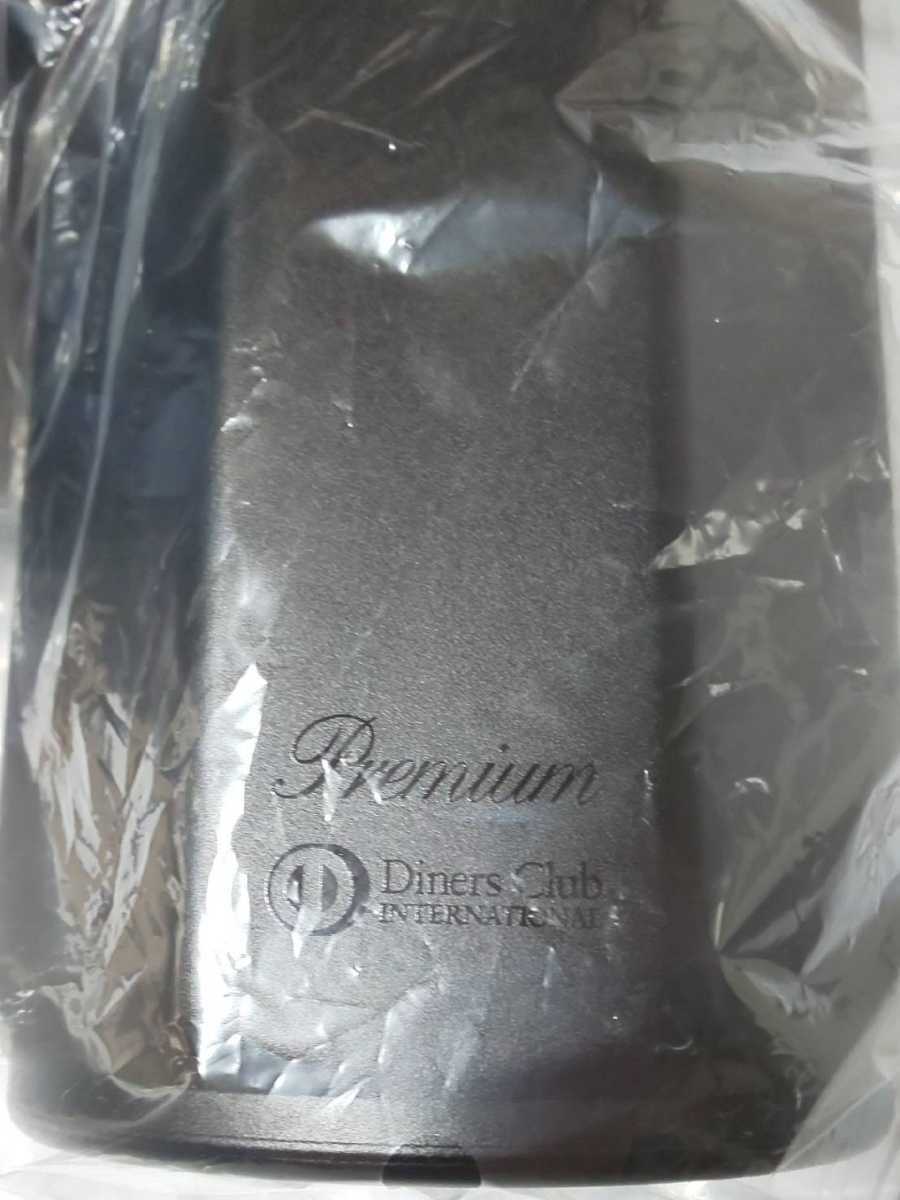 Premium
Diners Club
INTERNATIONAL